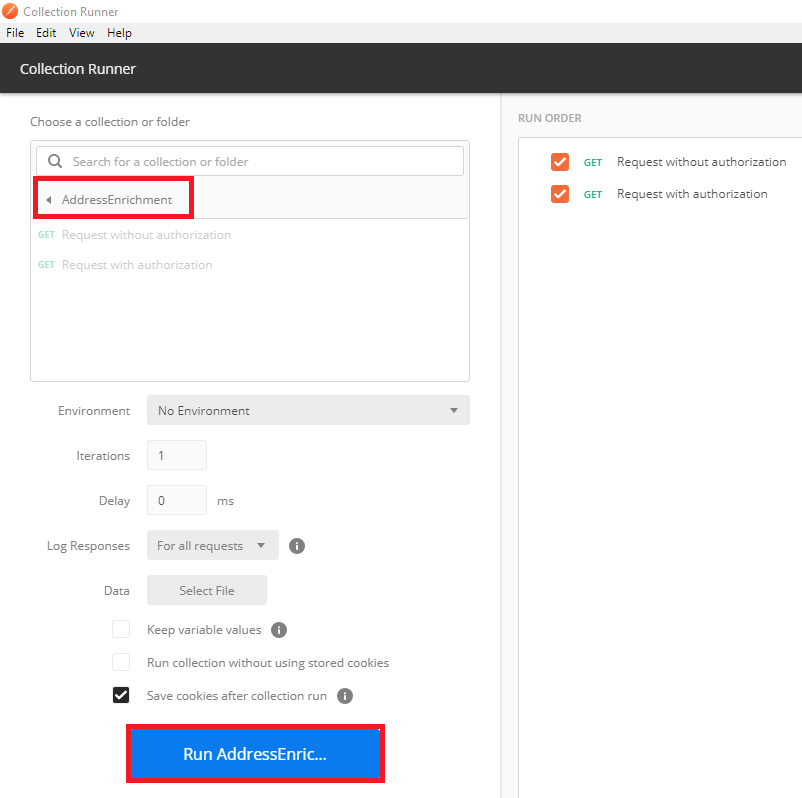 Collection Runner
File Edit View Help
Collection Runner
Choose a collection or folder
Search for a collection or folder
AddressEnrichment
GET Request without authorization
GET Request with authorization
Environment No Environment
Iterations 1
Delay 0 ms
Log Responses For all requests
Data Select File
Keep variable values
Run collection without using stored cookies
Save cookies after collection run
Run AddressEnric...
RUN ORDER
GET Request without authorization
GET Request with authorization